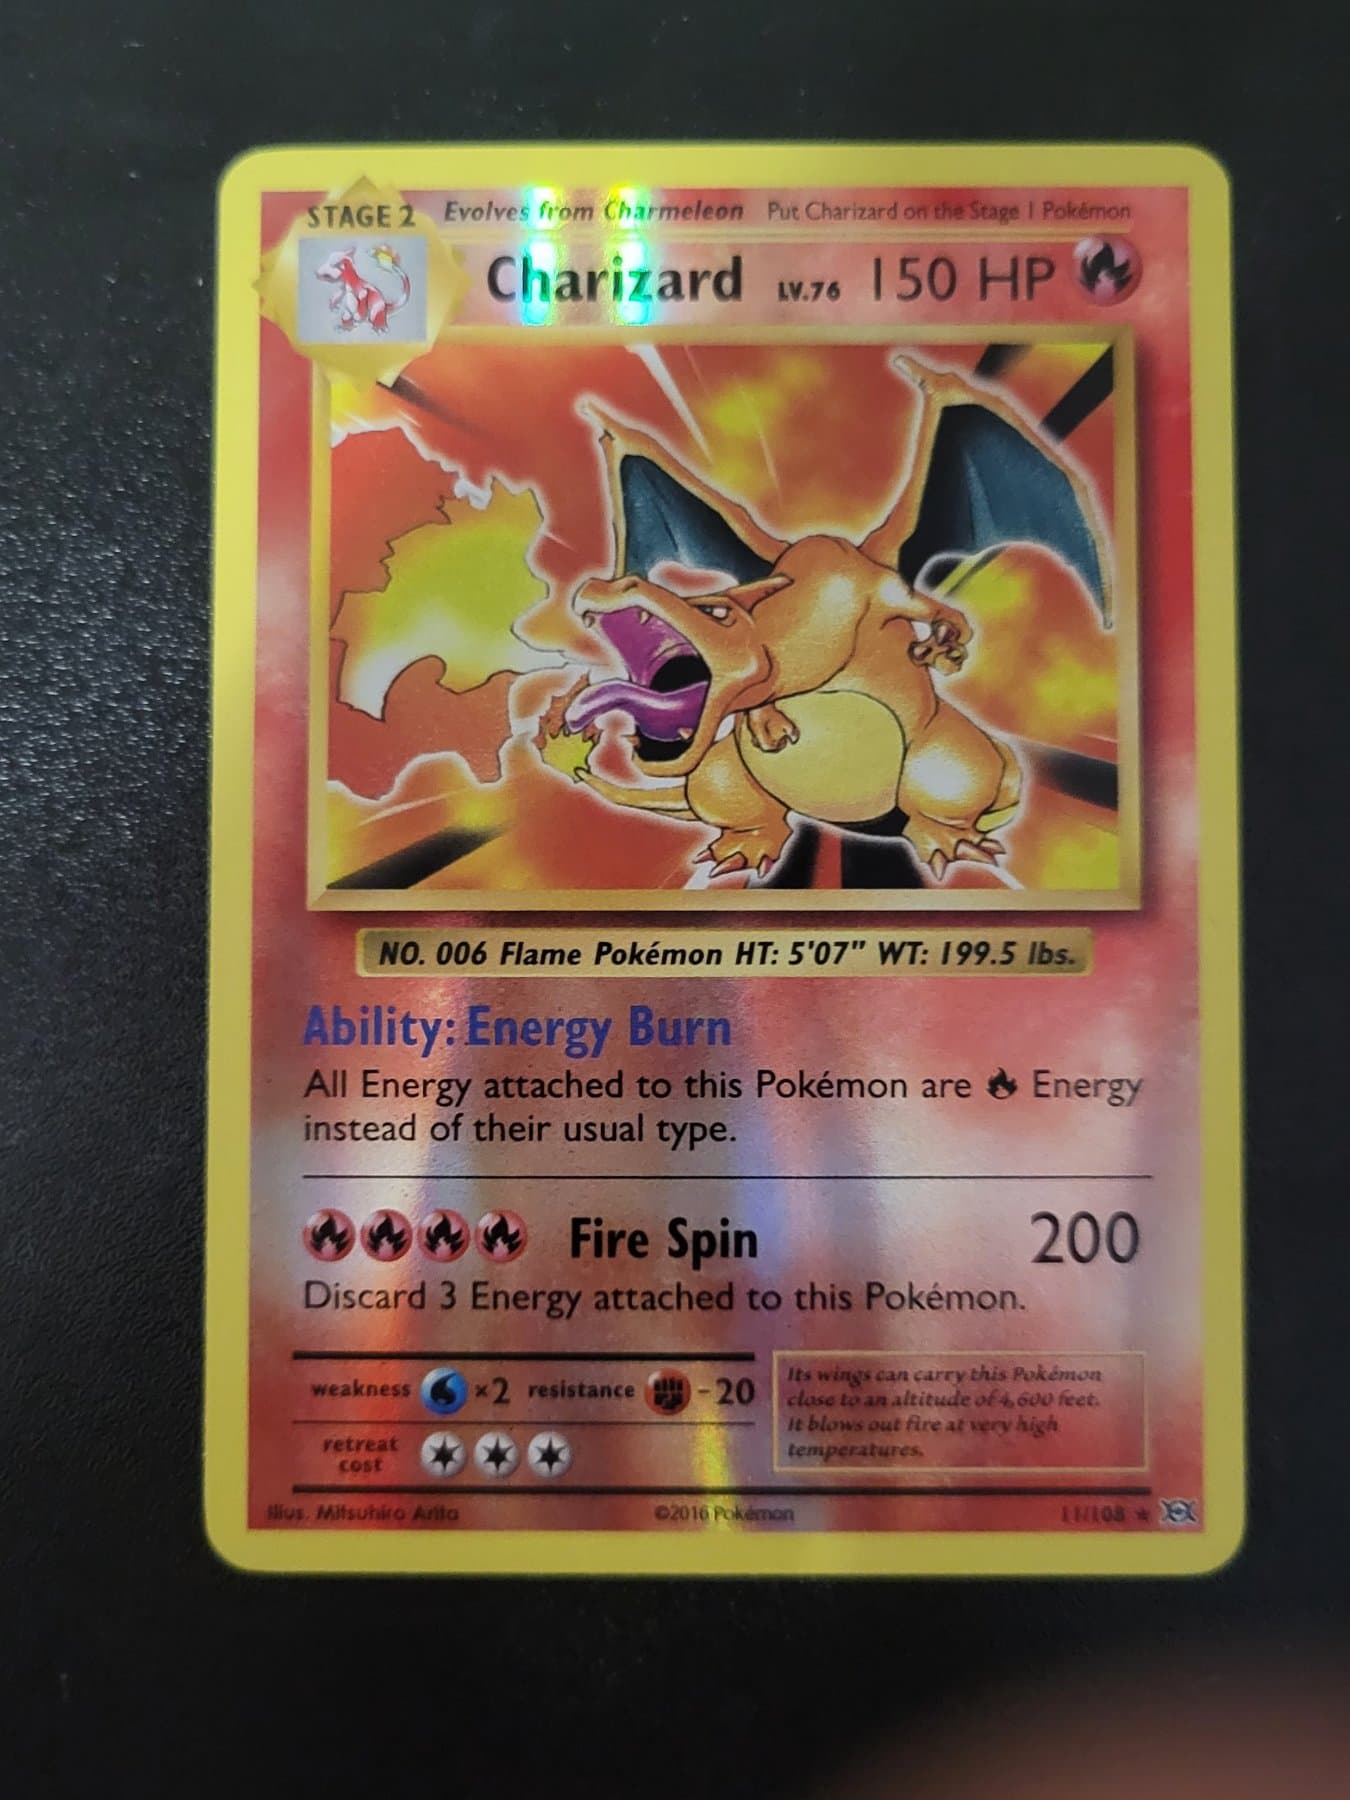 STAGE 2 Evolves from Charmeleon Put Charizard on the Stage 1 Pokémon
Charizard LV.76 150 HP
NO. 006 Flame Pokémon HT: 5'07" WT: 199.5 lbs.
Ability: Energy Burn
All Energy attached to this Pokémon are Energy
instead of their usual type.
Fire Spin 200
Discard 3 Energy attached to this Pokémon.
weakness ×2 resistance -20
retreat
cost
Its wings can carry this Pokémon
close to an altitude of 4,600 feet.
It blows out fire at very high
temperatures.
Illus. Mitsuhiro Arita ©2016 Pokémon 11/108 ★